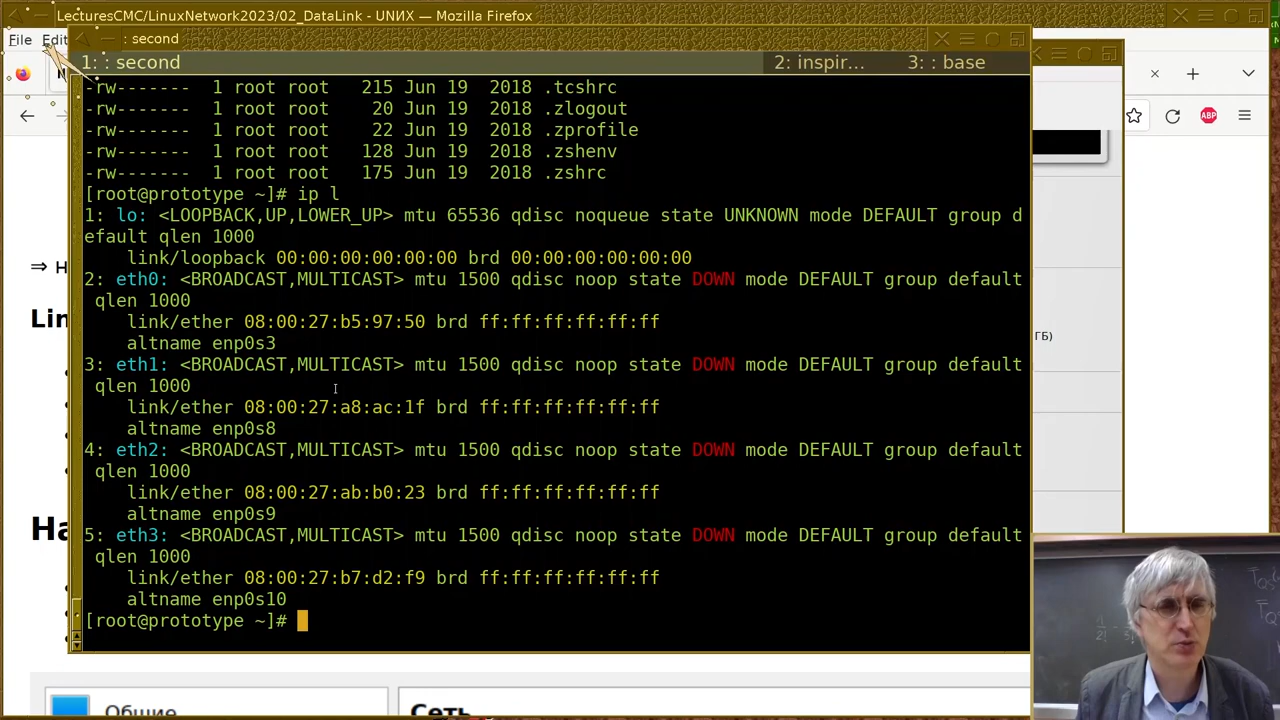 LecturesCMC/LinuxNetwork2023/02_DataLink - UNИX — Mozilla Firefox
File Edit
: second
1: : second 2: inspir... 3: : base
-rw------- 1 root root 215 Jun 19 2018 .tcshrc
-rw------- 1 root root 20 Jun 19 2018 .zlogout
-rw------- 1 root root 22 Jun 19 2018 .zprofile
-rw------- 1 root root 128 Jun 19 2018 .zshenv
-rw------- 1 root root 175 Jun 19 2018 .zshrc
[root@prototype ~]# ip l
1: lo: <LOOPBACK,UP,LOWER_UP> mtu 65536 qdisc noqueue state UNKNOWN mode DEFAULT group d
efault qlen 1000
link/loopback 00:00:00:00:00:00 brd 00:00:00:00:00:00
2: eth0: <BROADCAST,MULTICAST> mtu 1500 qdisc noop state DOWN mode DEFAULT group default
qlen 1000
link/ether 08:00:27:b5:97:50 brd ff:ff:ff:ff:ff:ff
altname enp0s3
3: eth1: <BROADCAST,MULTICAST> mtu 1500 qdisc noop state DOWN mode DEFAULT group default
qlen 1000
link/ether 08:00:27:a8:ac:1f brd ff:ff:ff:ff:ff:ff
altname enp0s8
4: eth2: <BROADCAST,MULTICAST> mtu 1500 qdisc noop state DOWN mode DEFAULT group default
qlen 1000
link/ether 08:00:27:ab:b0:23 brd ff:ff:ff:ff:ff:ff
altname enp0s9
5: eth3: <BROADCAST,MULTICAST> mtu 1500 qdisc noop state DOWN mode DEFAULT group default
qlen 1000
link/ether 08:00:27:b7:d2:f9 brd ff:ff:ff:ff:ff:ff
altname enp0s10
[root@prototype ~]#
⇒ Н
Lin
На
ГБ)
ABP
Общие
Сеть